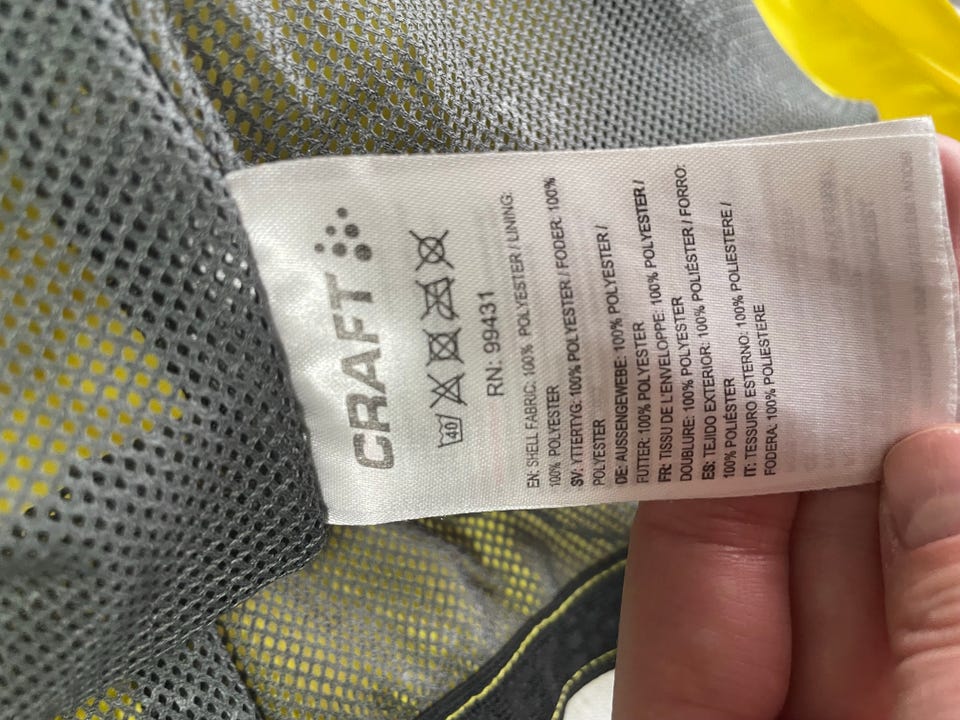 CRAFT
40
RN: 99431
EN: SHELL FABRIC: 100% POLYESTER / LINING:
100% POLYESTER
SV: YTTERTYG: 100% POLYESTER / FODER: 100%
POLYESTER
DE: AUSSENGEWEBE: 100% POLYESTER /
FUTTER: 100% POLYESTER
FR: TISSU DE L'ENVELOPPE: 100% POLYESTER /
DOUBLURE: 100% POLYESTER
ES: TEJIDO EXTERIOR: 100% POLIÉSTER / FORRO:
100% POLIÉSTER
IT: TESSURO ESTERNO: 100% POLIESTERE /
FODERA: 100% POLIESTERE